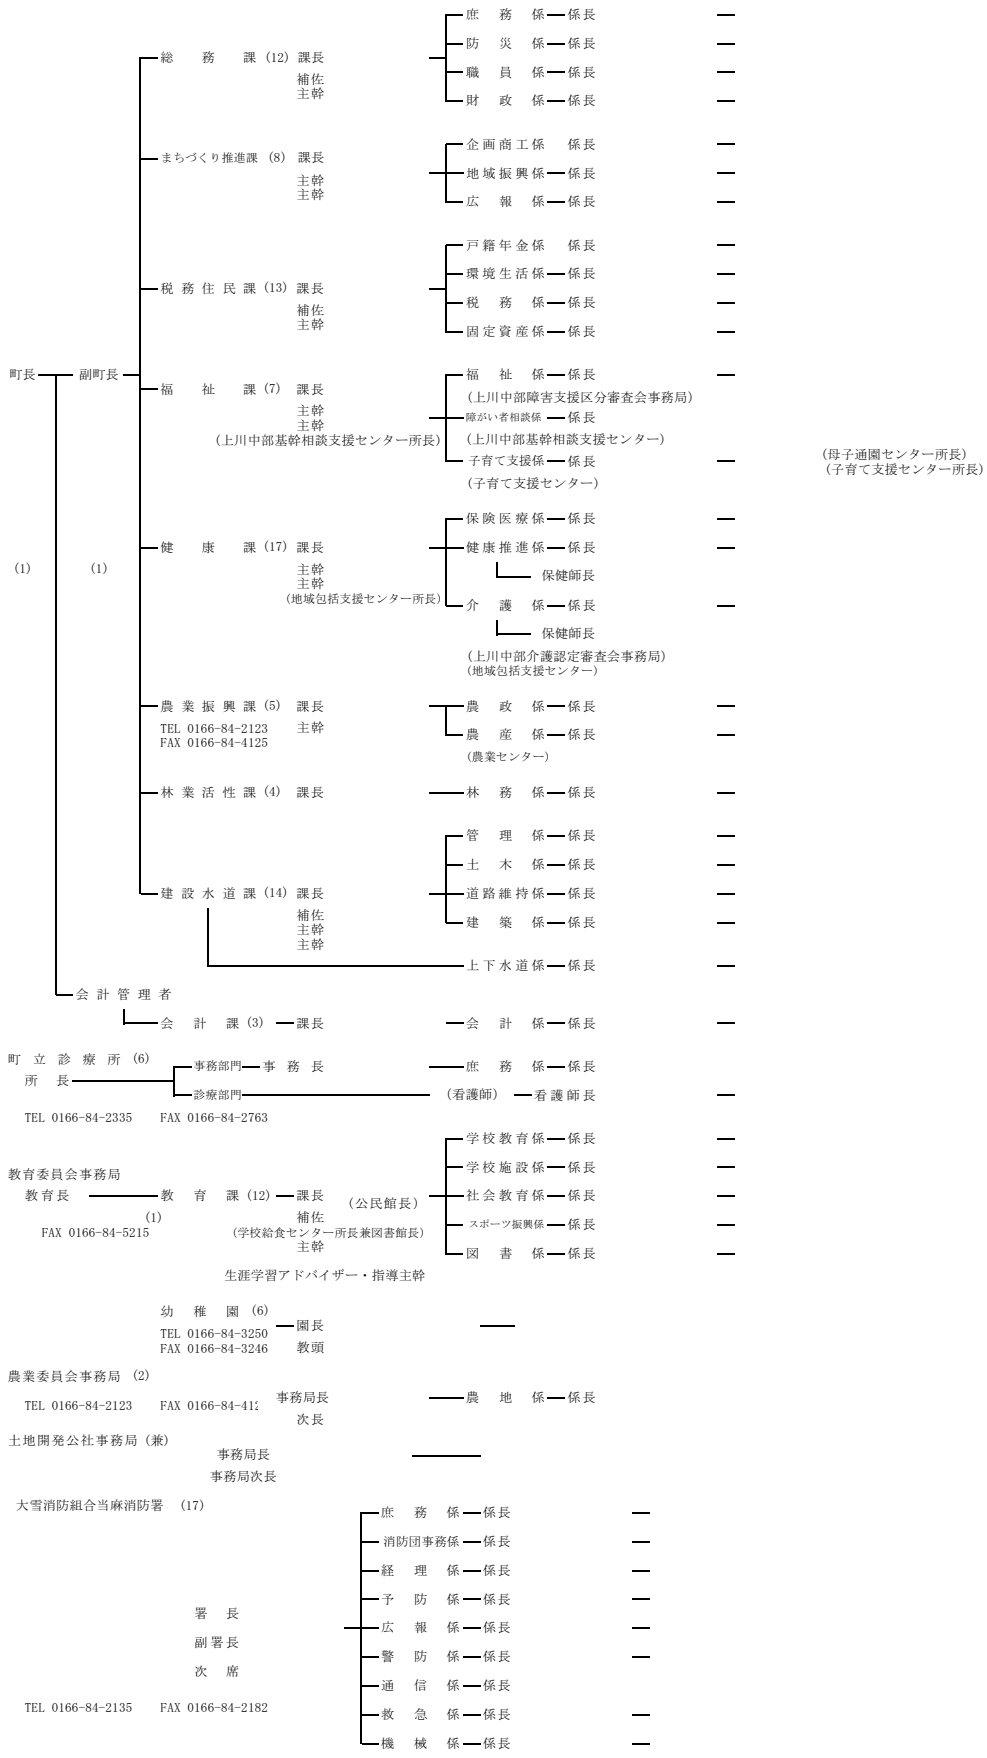 庶務係 係長
防災係 係長
総務課 (12) 課長
職員係 係長
補佐
主幹
財政係 係長
企画商工係 係長
まちづくり推進課 (8) 課長
地域振興係 係長
主幹
主幹
広報係 係長
戸籍年金係 係長
環境生活係 係長
税務住民課 (13) 課長
税務係 係長
補佐
主幹
固定資産係 係長
町長 副町長
福祉係 係長
福祉課 (7) 課長
(上川中部障害支援区分審査会事務局)
主幹
障がい者相談係 係長
主幹
(上川中部基幹相談支援センター所長) (上川中部基幹相談支援センター)
(母子通園センター所長)
子育て支援係 係長
(子育て支援センター所長)
(子育て支援センター)
保険医療係 係長
健康課 (17) 課長 健康推進係 係長
(1) (1) 主幹
保健師長
主幹
(地域包括支援センター所長)
介護係 係長
保健師長
(上川中部介護認定審査会事務局)
(地域包括支援センター)
農業振興課 (5) 課長 農政係 係長
TEL 0166-84-2123 主幹
農産係 係長
FAX 0166-84-4125
(農業センター)
林業活性課 (4) 課長 林務係 係長
管理係 係長
土木係 係長
建設水道課 (14) 課長 道路維持係 係長
補佐
建築係 係長
主幹
主幹
上下水道係 係長
会計管理者
会計課 (3) 課長 会計係 係長
町立診療所 (6)
事務部門 事務長 庶務係 係長
所長
診療部門 (看護師) 看護師長
TEL 0166-84-2335 FAX 0166-84-2763
学校教育係 係長
学校施設係 係長
教育委員会事務局
教育長 教育課 (12) 課長 (公民館長) 社会教育係 係長
(1) 補佐
スポーツ振興係 係長
FAX 0166-84-5215 (学校給食センター所長兼図書館長)
主幹
図書係 係長
生涯学習アドバイザー・指導主幹
幼稚園 (6)
園長
TEL 0166-84-3250
FAX 0166-84-3246 教頭
農業委員会事務局 (2)
事務局長 農地係 係長
TEL 0166-84-2123 FAX 0166-84-412
次長
土地開発公社事務局 (兼)
事務局長
事務局次長
大雪消防組合当麻消防署 (17)
庶務係 係長
消防団事務係 係長
経理係 係長
予防係 係長
署長
広報係 係長
副署長
警防係 係長
次席
通信係 係長
TEL 0166-84-2135 FAX 0166-84-2182
救急係 係長
機械係 係長